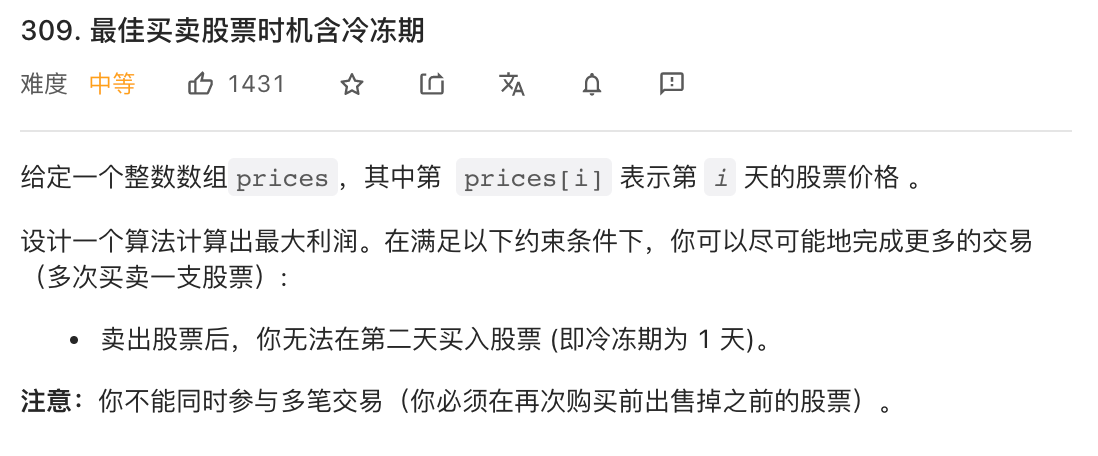 309. 最佳买卖股票时机含冷冻期
难度 中等 1431
给定一个整数数组prices，其中第 prices[i] 表示第 i 天的股票价格 。
设计一个算法计算出最大利润。在满足以下约束条件下，你可以尽可能地完成更多的交易
（多次买卖一支股票）:
• 卖出股票后，你无法在第二天买入股票 (即冷冻期为 1 天)。
注意：你不能同时参与多笔交易（你必须在再次购买前出售掉之前的股票）。